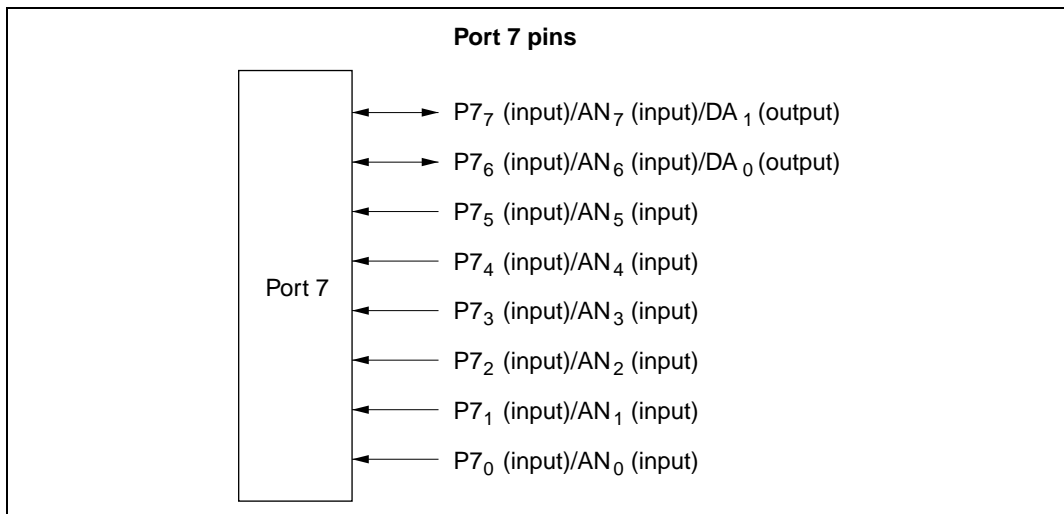 Port 7 pins
P7₇ (input)/AN₇ (input)/DA₁ (output)
P7₆ (input)/AN₆ (input)/DA₀ (output)
P7₅ (input)/AN₅ (input)
P7₄ (input)/AN₄ (input)
Port 7
P7₃ (input)/AN₃ (input)
P7₂ (input)/AN₂ (input)
P7₁ (input)/AN₁ (input)
P7₀ (input)/AN₀ (input)